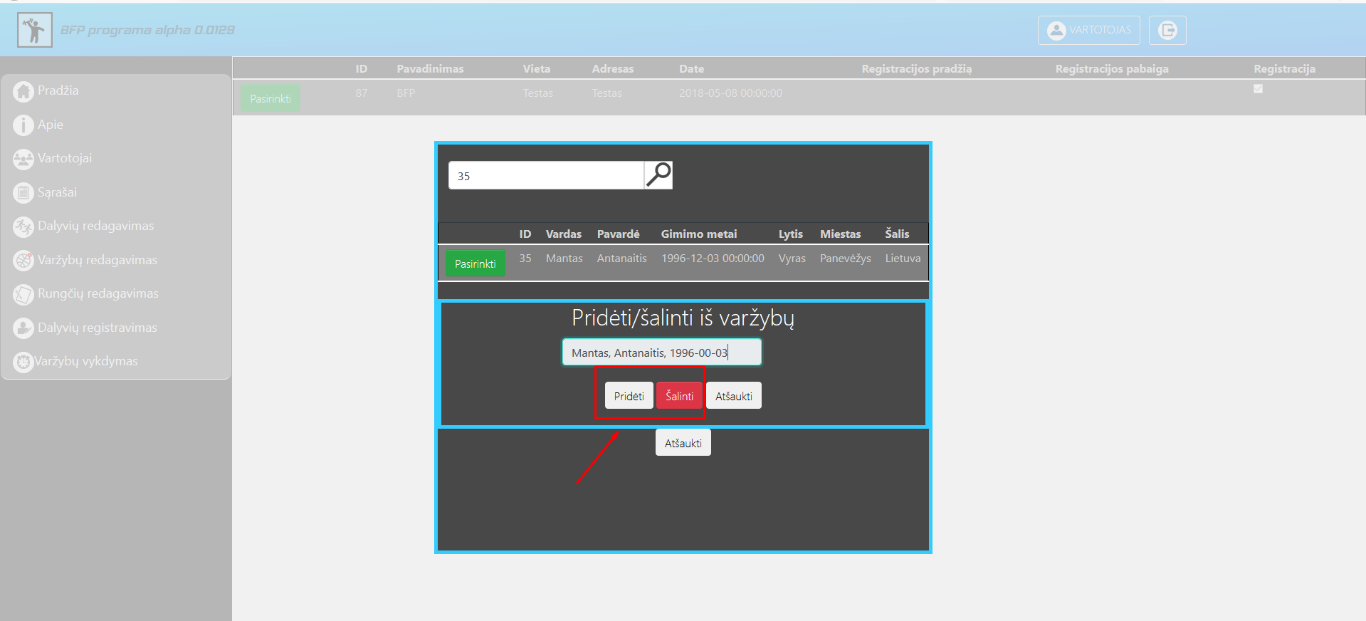 BFP programa alpha 0.0129
VARTOTOJAS
ID Pavadinimas Vieta Adresas Date Registracijos pradžią Registracijos pabaiga Registracija
Pasirinkti 87 BFP Testas Testas 2018-05-08 00:00:00
Pradžia
Apie
Vartotojai
Sąrašai
Dalyvių redagavimas
Varžybų redagavimas
Rungčių redagavimas
Dalyvių registravimas
Varžybų vykdymas
35
ID Vardas Pavardė Gimimo metai Lytis Miestas Šalis
Pasirinkti 35 Mantas Antanaitis 1996-12-03 00:00:00 Vyras Panevėžys Lietuva
Pridėti/šalinti iš varžybų
Mantas, Antanaitis, 1996-00-03
Pridėti Šalinti Atšaukti
Atšaukti